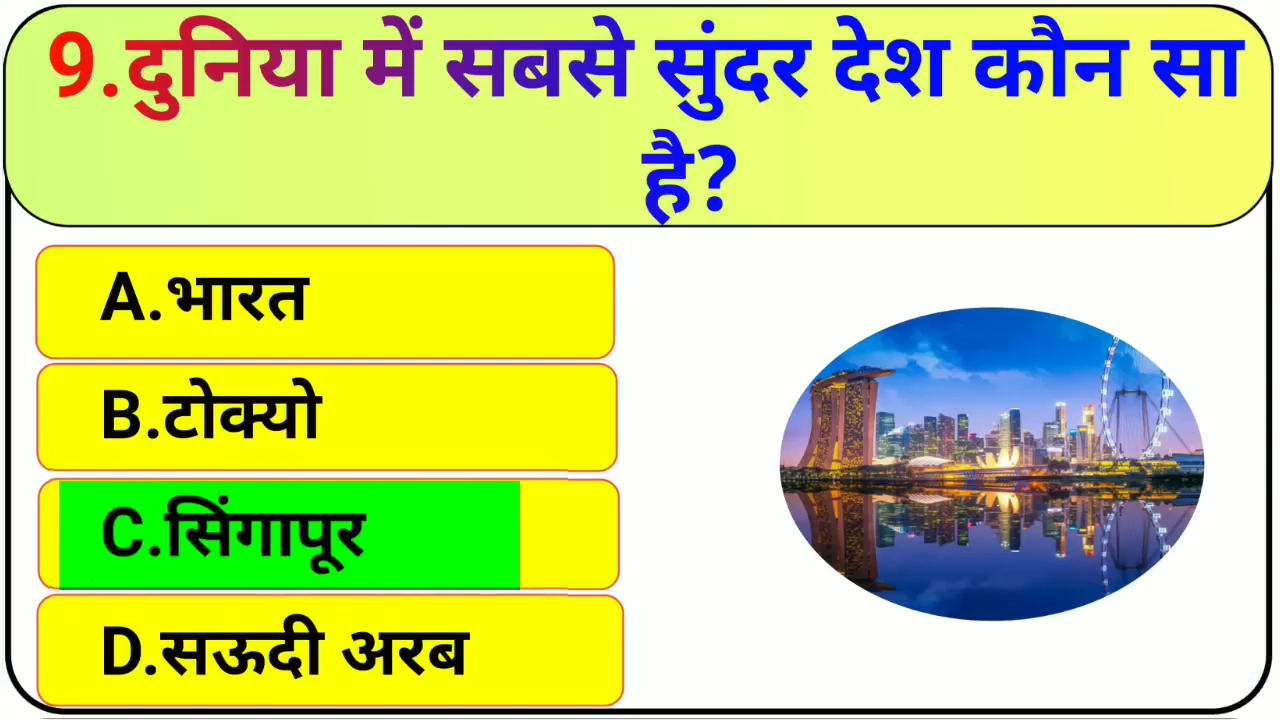 9.दुनिया में सबसे सुंदर देश कौन सा
है?
A.भारत
B.टोक्यो
C.सिंगापूर
D.सऊदी अरब